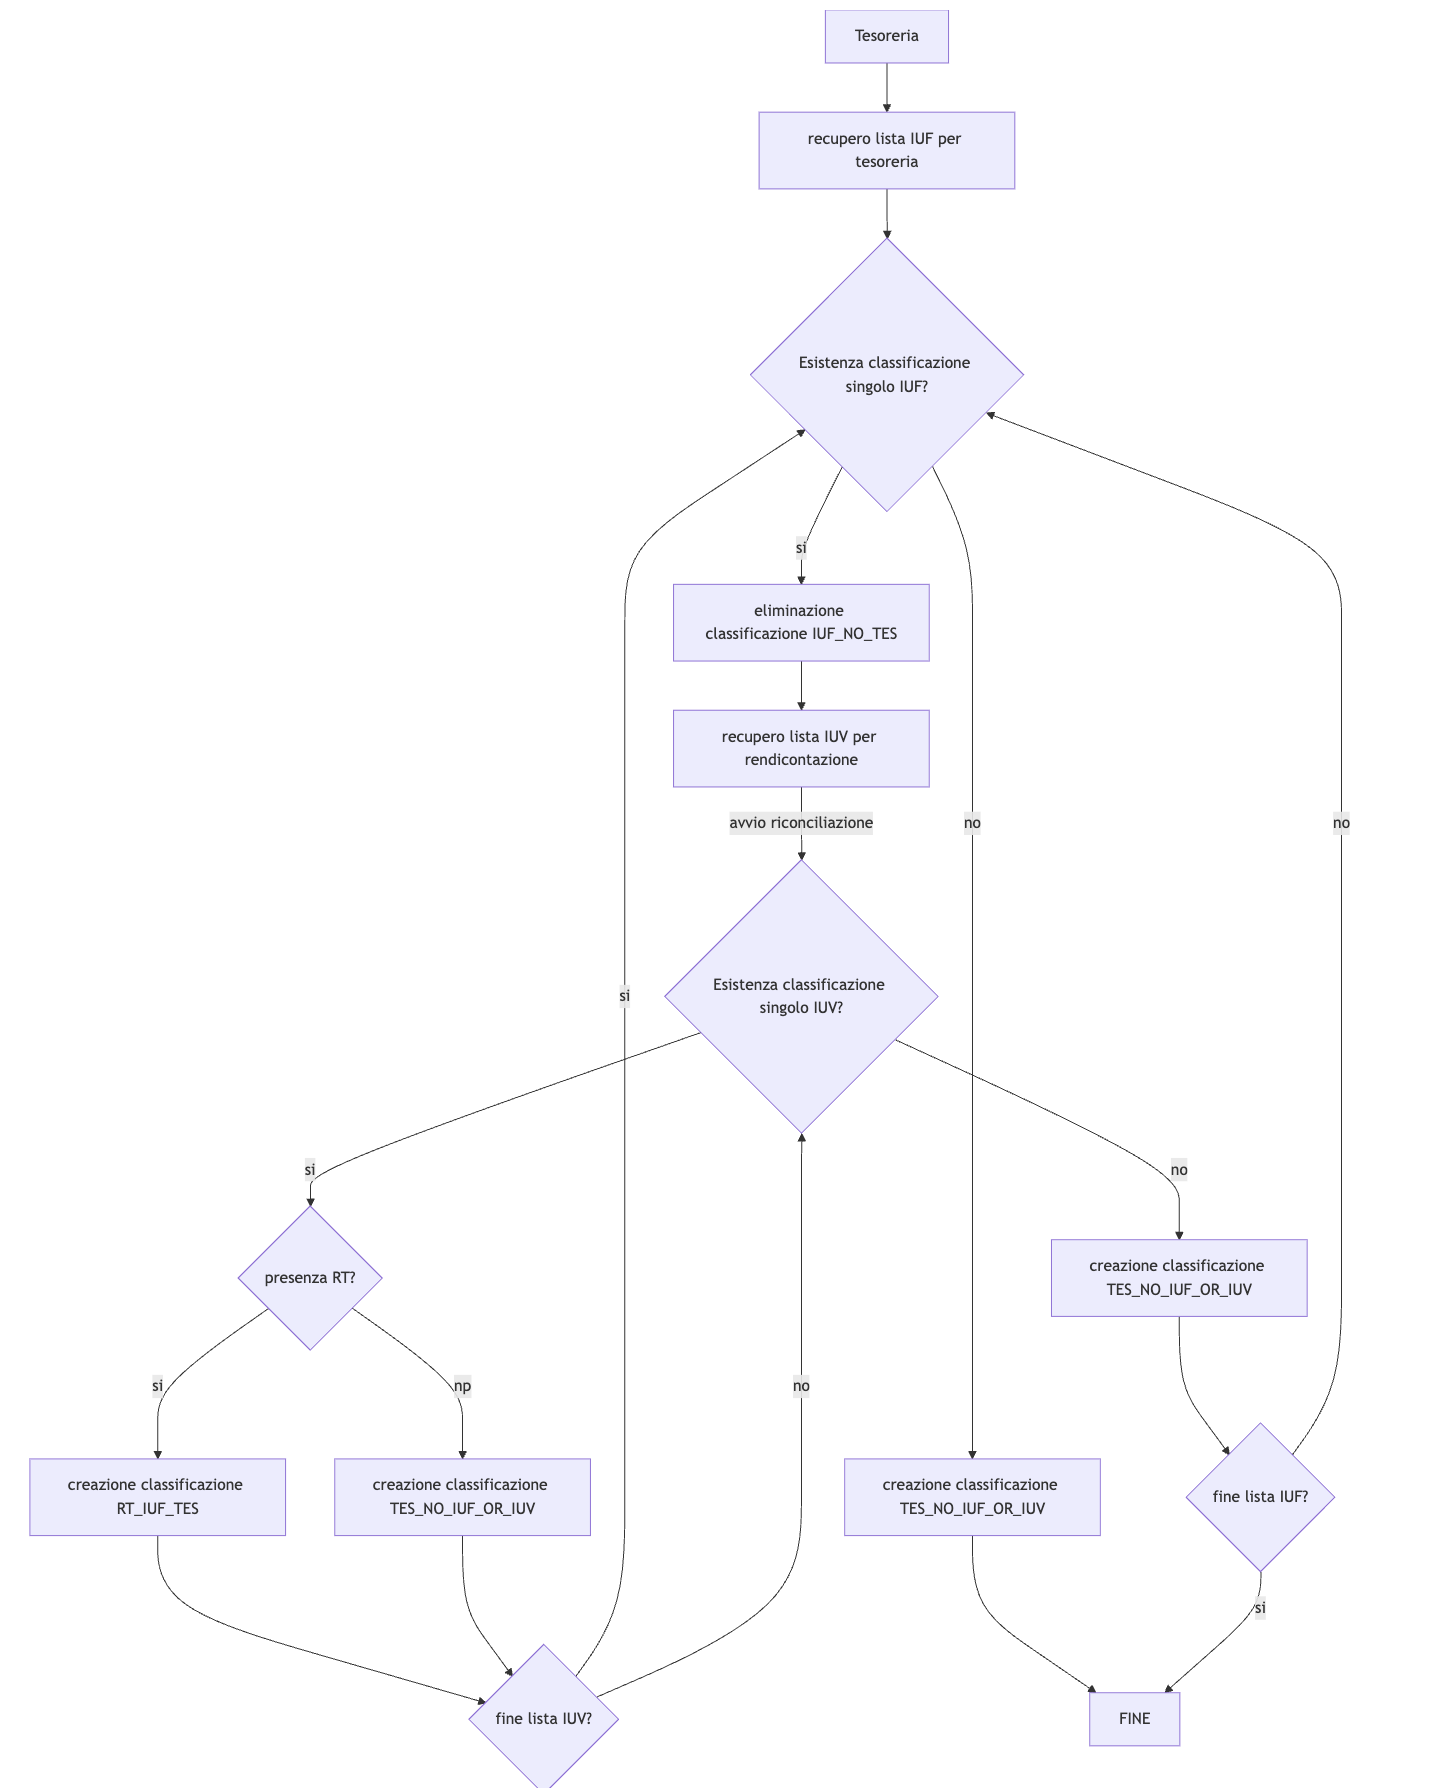 Tesoreria
recupero lista IUF per
tesoreria
Esistenza classificazione
singolo IUF?
si
eliminazione
classificazione IUF_NO_TES
recupero lista IUV per
rendicontazione
avvio riconciliazione
no
no
si
Esistenza classificazione
singolo IUV?
si
no
presenza RT?
creazione classificazione
TES_NO_IUF_OR_IUV
si
np
no
creazione classificazione
RT_IUF_TES
creazione classificazione
TES_NO_IUF_OR_IUV
creazione classificazione
TES_NO_IUF_OR_IUV
fine lista IUF?
si
fine lista IUV?
FINE